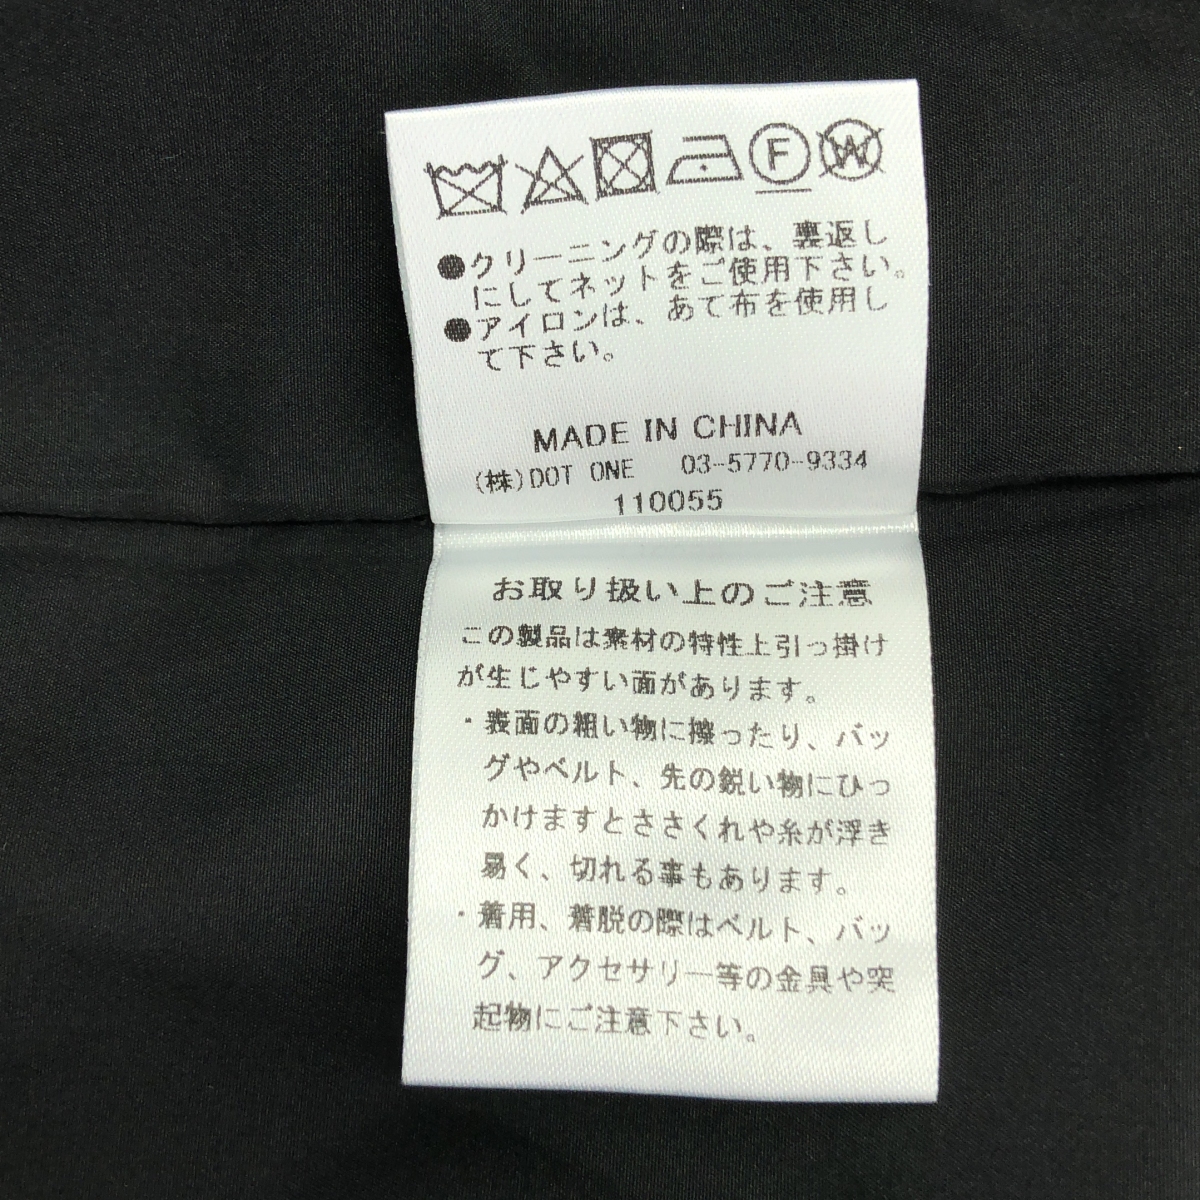 F W
●クリーニングの際は、裏返し
にしてネットをご使用下さい。
●アイロンは、あて布を使用し
て下さい。
MADE IN CHINA
(株)DOT ONE 03-5770-9334
110055
お取り扱い上のご注意
この製品は素材の特性上引っ掛け
が生じやすい面があります。
・表面の粗い物に擦ったり、バッ
グやベルト、先の鋭い物にひっ
かけますとささくれや糸が浮き
易く、切れる事もあります。
・着用、着脱の際はベルト、バッ
グ、アクセサリー等の金具や突
起物にご注意下さい。